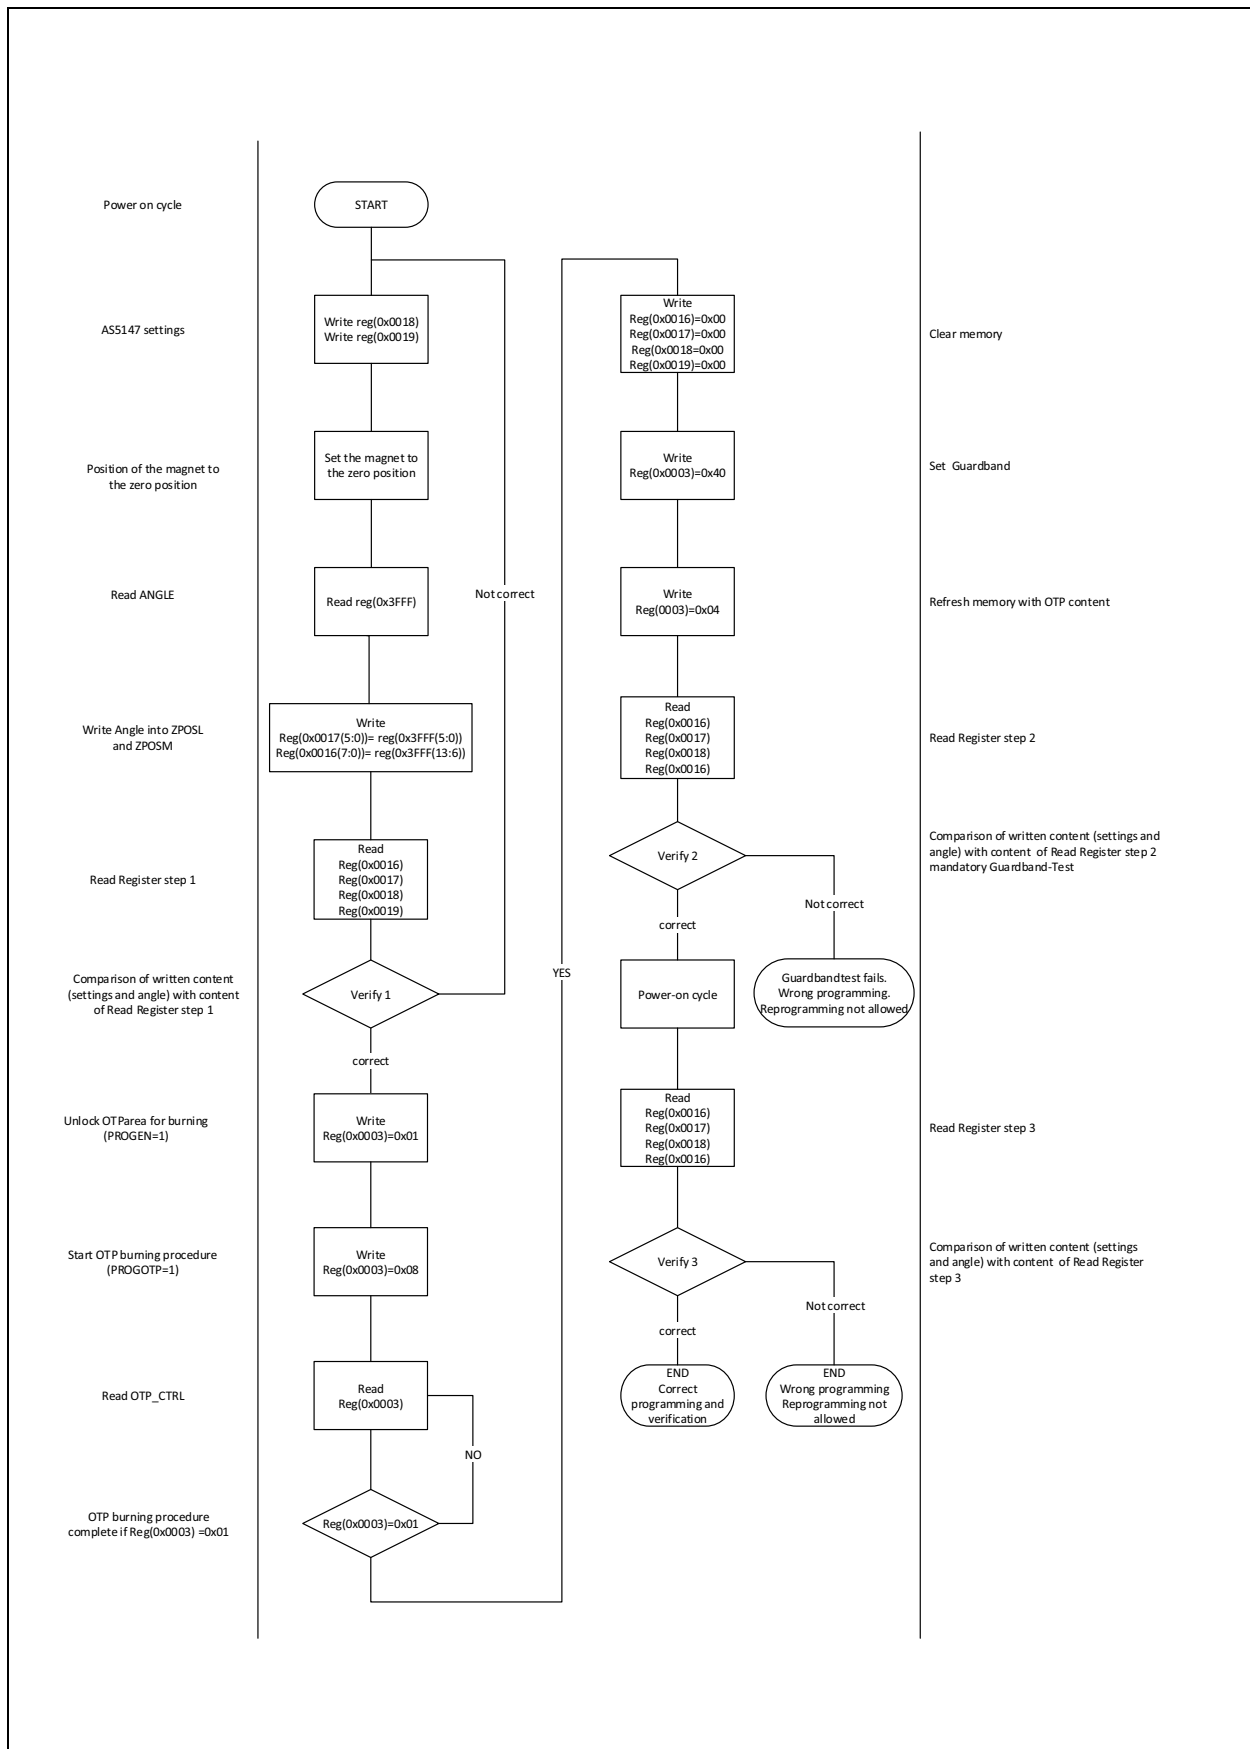 Power on cycle
START
AS5147 settings
Write reg(0x0018)
Write reg(0x0019)
Position of the magnet to
the zero position
Set the magnet to
the zero position
Read ANGLE
Read reg(0x3FFF)
Not correct
Write Angle into ZPOSL
and ZPOSM
Write
Reg(0x0017(5:0))= reg(0x3FFF(5:0))
Reg(0x0016(7:0))= reg(0x3FFF(13:6))
Read Register step 1
Read
Reg(0x0016)
Reg(0x0017)
Reg(0x0018)
Reg(0x0019)
Comparison of written content
(settings and angle) with content
of Read Register step 1
Verify 1
correct
Unlock OTP area for burning
(PROGEN=1)
Write
Reg(0x0003)=0x01
Start OTP burning procedure
(PROGOTP=1)
Write
Reg(0x0003)=0x08
Read OTP_CTRL
Read
Reg(0x0003)
NO
OTP burning procedure
complete if Reg(0x0003) =0x01
Reg(0x0003)=0x01
YES
Write
Reg(0x0016)=0x00
Reg(0x0017)=0x00
Reg(0x0018=0x00
Reg(0x0019)=0x00
Clear memory
Write
Reg(0x0003)=0x40
Set Guardband
Write
Reg(0003)=0x04
Refresh memory with OTP content
Read
Reg(0x0016)
Reg(0x0017)
Reg(0x0018)
Reg(0x0016)
Read Register step 2
Verify 2
Comparison of written content (settings and
angle) with content of Read Register step 2
mandatory Guardband-Test
Not correct
correct
Power-on cycle
Guardbandtest fails.
Wrong programming.
Reprogramming not allowed
Read
Reg(0x0016)
Reg(0x0017)
Reg(0x0018)
Reg(0x0016)
Read Register step 3
Verify 3
Comparison of written content (settings
and angle) with content of Read Register
step 3
Not correct
correct
END
Correct
programming and
verification
END
Wrong programming
Reprogramming not
allowed